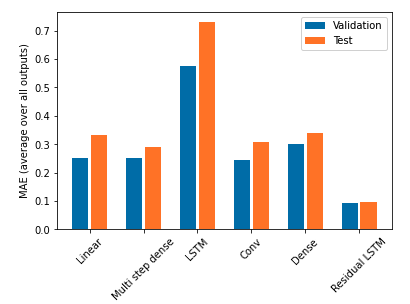 Validation
Test
MAE (average over all outputs)
0.7
0.6
0.5
0.4
0.3
0.2
0.1
0.0
Linear
Multi step dense
LSTM
Conv
Dense
Residual LSTM